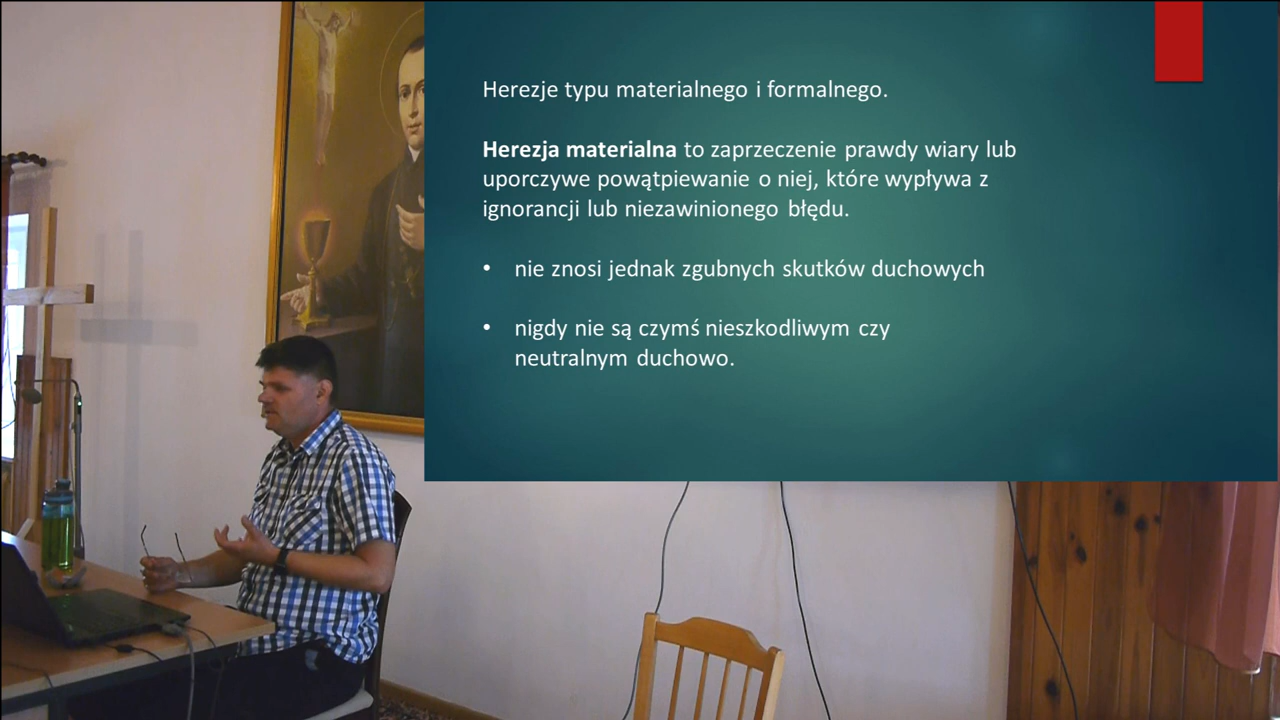 Herezje typu materialnego i formalnego.
Herezja materialna to zaprzeczenie prawdy wiary lub
uporczywe powątpiewanie o niej, które wypływa z
ignorancji lub niezawinionego błędu.
• nie znosi jednak zgubnych skutków duchowych
• nigdy nie są czymś nieszkodliwym czy
neutralnym duchowo.